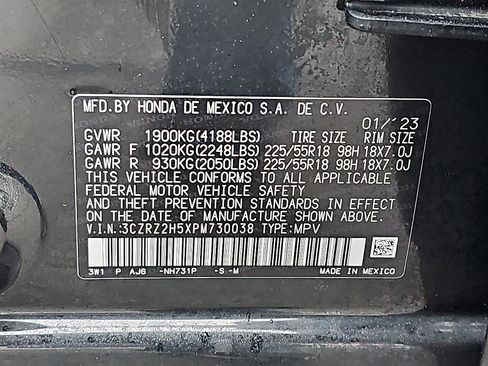 MFD.BY HONDA DE MEXICO S.A. DE C.V.
01/'23
GVWR 1900KG(4188LBS) TIRE SIZE RIM SIZE
GAWR F 1020KG(2248LBS) 225/55R18 98H 18X7.0J
GAWR R 930KG(2050LBS) 225/55R18 98H 18X7.0J
THIS VEHICLE CONFORMS TO ALL APPLICABLE
FEDERAL MOTOR VEHICLE SAFETY
AND THEFT PREVENTION STANDARDS IN EFFECT
ON THE DATE OF MANUFACTURE SHOWN ABOVE.
V.I.N.:3CZRZ2H5XPM730038 TYPE:MPV
3W1 P AJ6 -NH731P -S -M MADE IN MEXICO